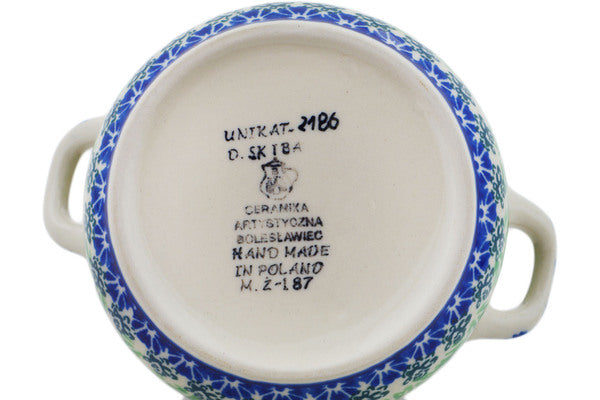 UNIKAT-2186
D. SKIBA
CERAMIKA
ARTYSTYCZNA
BOLESŁAWIEC
HAND MADE
IN POLAND
M.Ż-187